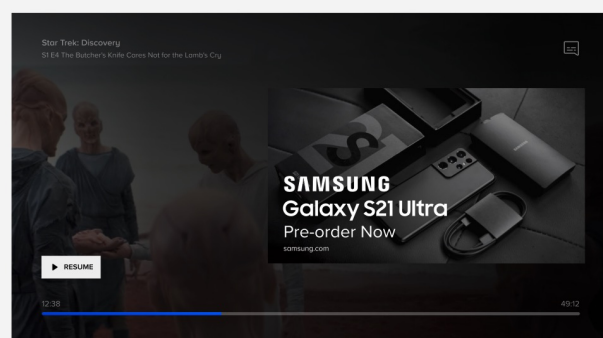 Star Trek: Discovery
S1 E4 The Butcher's Knife Cares Not for the Lamb's Cry
SAMSUNG
Galaxy S21 Ultra
Pre-order Now
samsung.com
RESUME
12:38
49:12